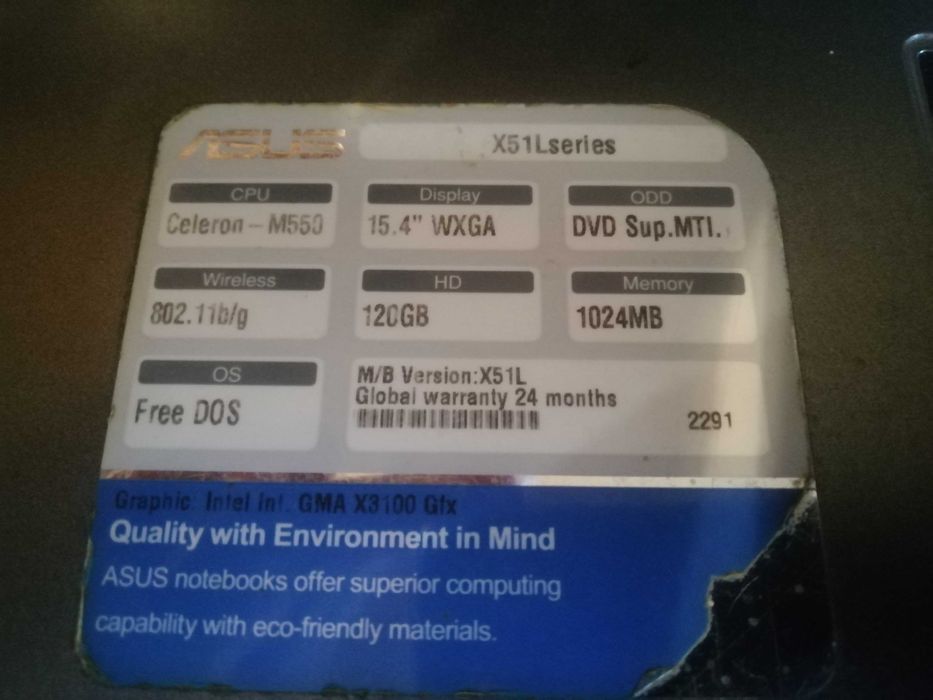 ASUS X51Lseries
CPU Display ODD
Celeron - M550 15.4" WXGA DVD Sup.MTI.
Wireless HD Memory
802.11b/g 120GB 1024MB
OS
Free DOS
M/B Version:X51L
Global warranty 24 months
2291
Graphic: Intel Int. GMA X3100 Gfx
Quality with Environment in Mind
ASUS notebooks offer superior computing
capability with eco-friendly materials.